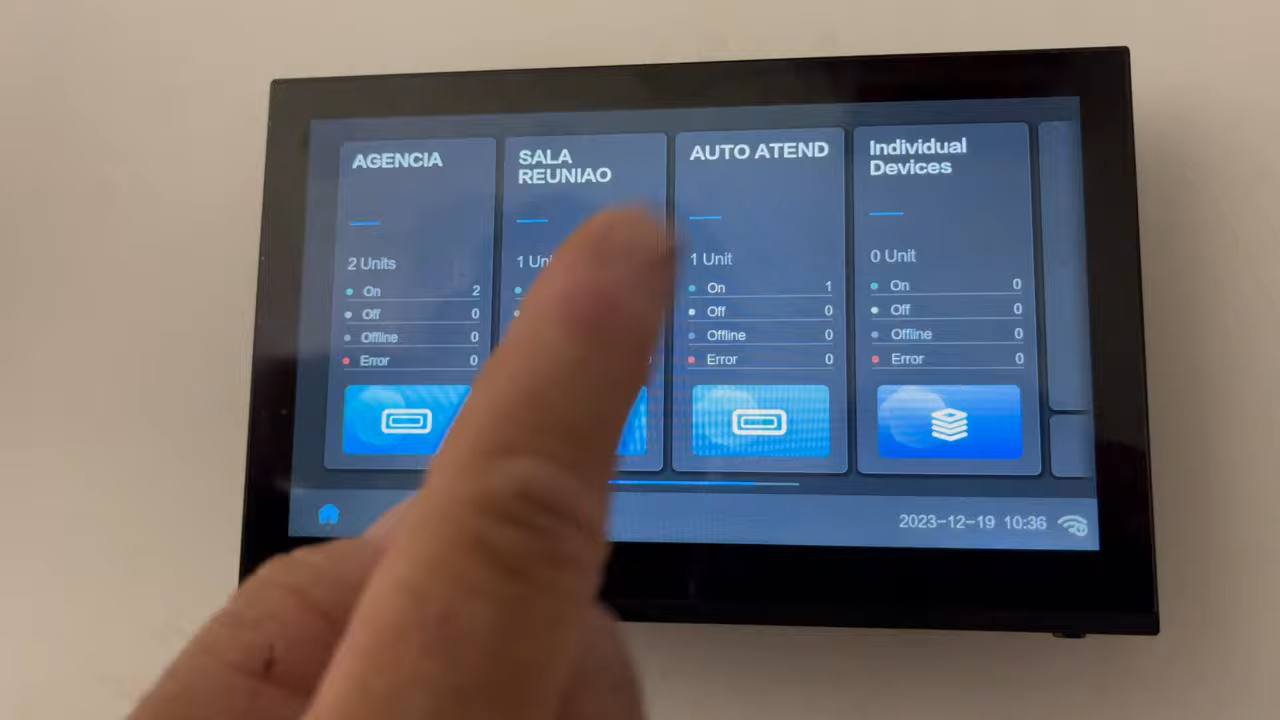 AGENCIA
2 Units
On 2
Off 0
Offline 0
Error 0
SALA
REUNIAO
1
AUTO ATEND
1 Unit
On 1
Off 0
Offline 0
Error 0
Individual
Devices
0 Unit
On 0
Off 0
Offline 0
Error 0
2023-12-19 10:36